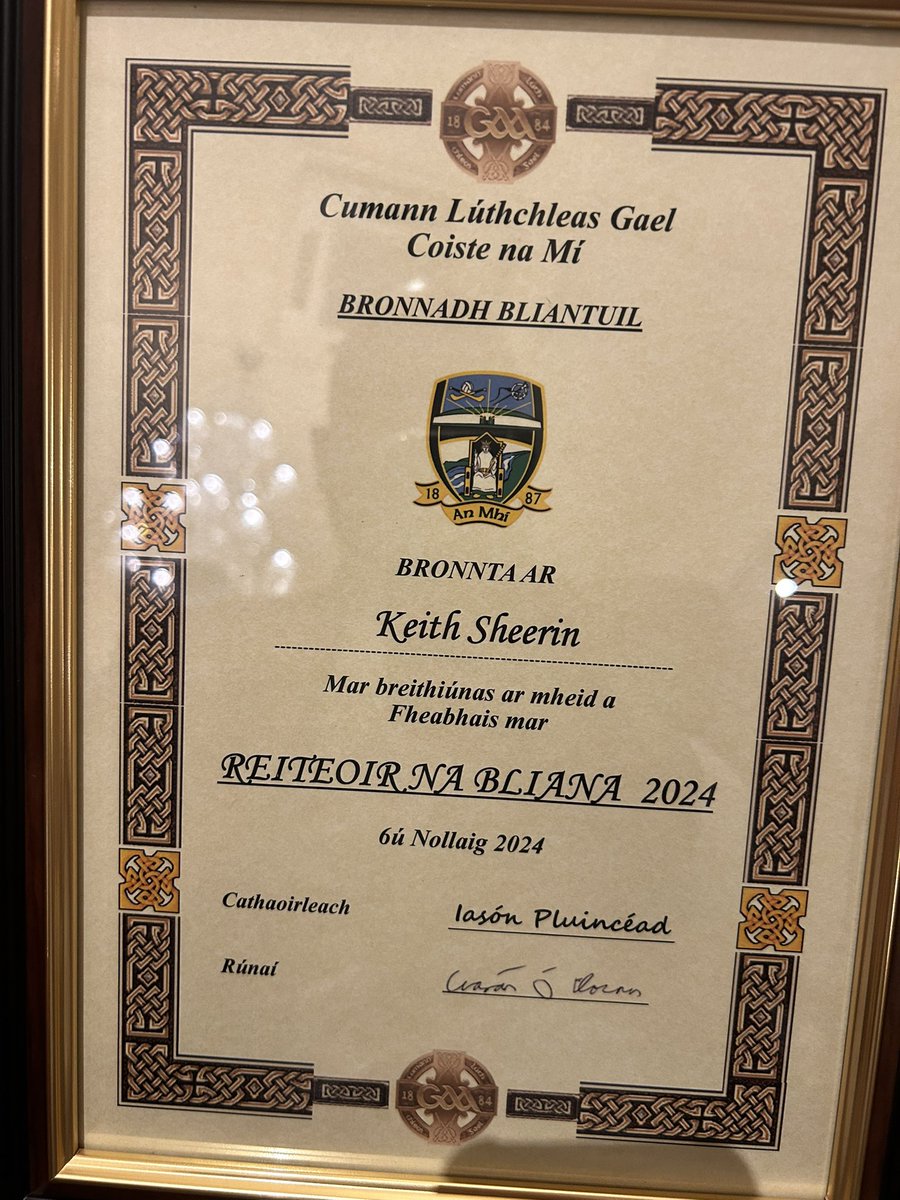 18 GAA 84
Cumann Lúthchleas Gael
Coiste na Mí
BRONNADH BLIANTUIL
18 87
An Mhí
BRONNTA AR
Keith Sheerin
Mar breithiúnas ar mheid a
Fheabhais mar
REITEOIR NA BLIANA 2024
6ú Nollaig 2024
Cathaoirleach Iasón Pluincéad
Rúnaí Ciarán Ó
18 GAA 84